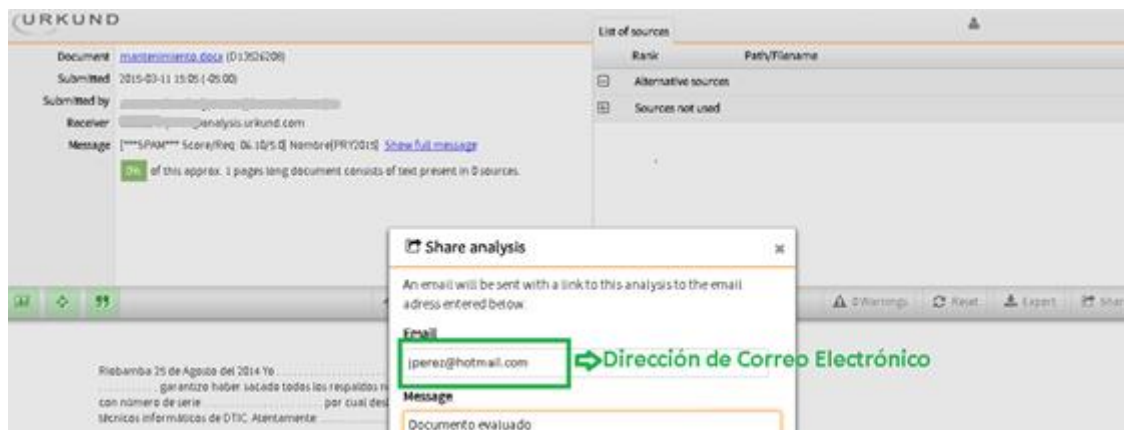 URKUND
List of sources
Document mantenimiento.docx (D13526208)
Rank Path/Filename
Submitted 2015-03-11 15:05 (-05:00)
Alternative sources
Submitted by
Sources not used
Receiver analysis.urkund.com
Message [***SPAM*** Score/Req: 06.10/5.0] Nombre[PRY2015] Show full message
0% of this approx. 1 pages long document consists of text present in 0 sources.
Share analysis
An email will be sent with a link to this analysis to the email
adress entered below.
0 Warnings Reset Export Shar
Email
jperez@hotmail.com
Dirección de Correo Electrónico
Riobamba 25 de Agosto del 2014 Yo
garantizo haber sacado todos los respaldos
con número de serie por cual
técnicos informáticos de DTIC. Atentamente
Message
Documento evaluado